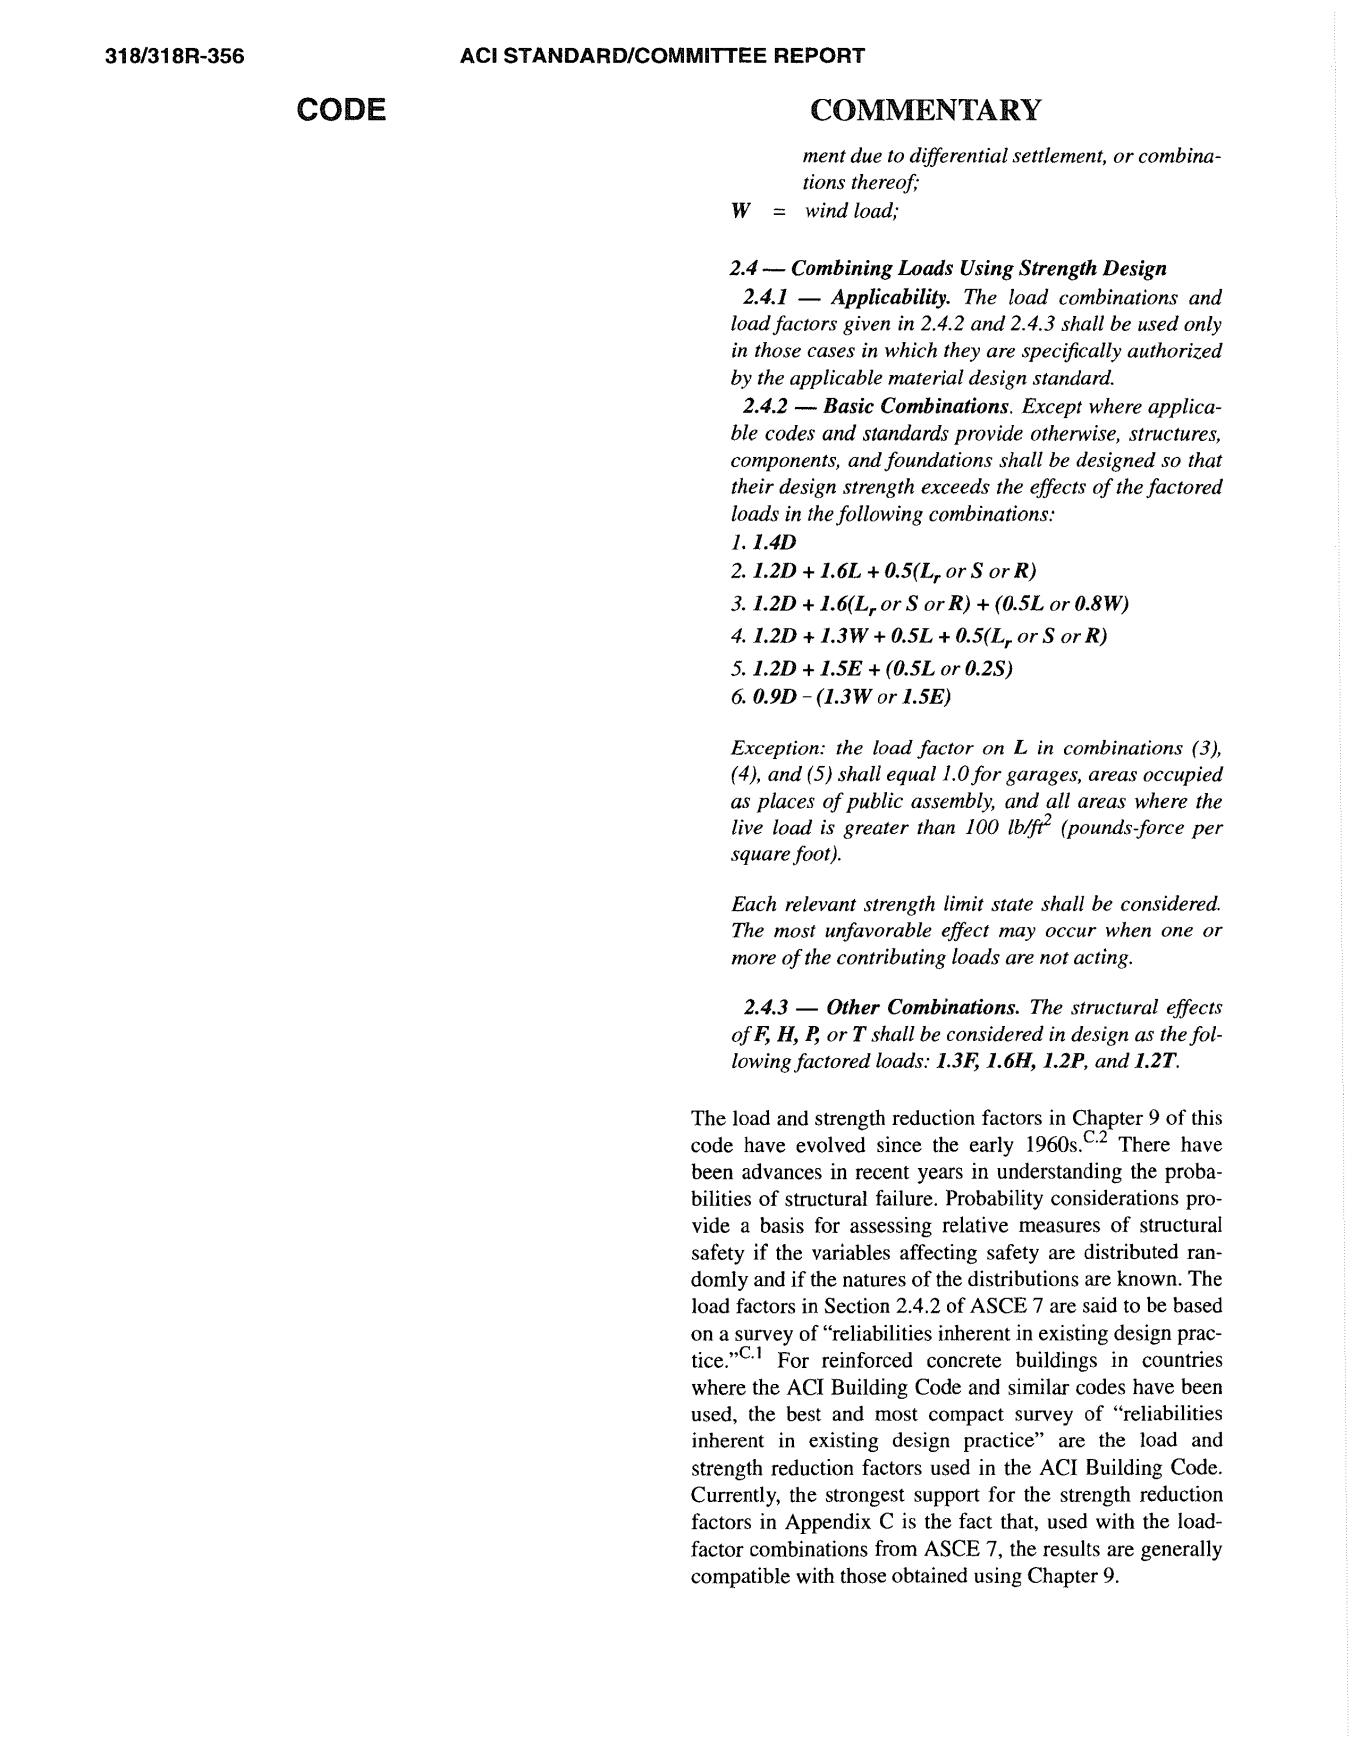 318/318R-356
ACI STANDARD/COMMITTEE REPORT
CODE
COMMENTARY
ment due to differential settlement, or combina-
tions thereof;
W = wind load;
2.4 — Combining Loads Using Strength Design
2.4.1 — Applicability. The load combinations and
load factors given in 2.4.2 and 2.4.3 shall be used only
in those cases in which they are specifically authorized
by the applicable material design standard.
2.4.2 — Basic Combinations. Except where applica-
ble codes and standards provide otherwise, structures,
components, and foundations shall be designed so that
their design strength exceeds the effects of the factored
loads in the following combinations:
1. 1.4D
2. 1.2D + 1.6L + 0.5(Lr or S or R)
3. 1.2D + 1.6(Lr or S or R) + (0.5L or 0.8W)
4. 1.2D + 1.3W + 0.5L + 0.5(Lr or S or R)
5. 1.2D + 1.5E + (0.5L or 0.2S)
6. 0.9D – (1.3W or 1.5E)
Exception: the load factor on L in combinations (3),
(4), and (5) shall equal 1.0 for garages, areas occupied
as places of public assembly, and all areas where the
live load is greater than 100 lb/ft² (pounds-force per
square foot).
Each relevant strength limit state shall be considered.
The most unfavorable effect may occur when one or
more of the contributing loads are not acting.
2.4.3 — Other Combinations. The structural effects
of F, H, P, or T shall be considered in design as the fol-
lowing factored loads: 1.3F, 1.6H, 1.2P, and 1.2T.
The load and strength reduction factors in Chapter 9 of this
code have evolved since the early 1960s.C.2 There have
been advances in recent years in understanding the proba-
bilities of structural failure. Probability considerations pro-
vide a basis for assessing relative measures of structural
safety if the variables affecting safety are distributed ran-
domly and if the natures of the distributions are known. The
load factors in Section 2.4.2 of ASCE 7 are said to be based
on a survey of “reliabilities inherent in existing design prac-
tice.”C.1 For reinforced concrete buildings in countries
where the ACI Building Code and similar codes have been
used, the best and most compact survey of “reliabilities
inherent in existing design practice” are the load and
strength reduction factors used in the ACI Building Code.
Currently, the strongest support for the strength reduction
factors in Appendix C is the fact that, used with the load-
factor combinations from ASCE 7, the results are generally
compatible with those obtained using Chapter 9.